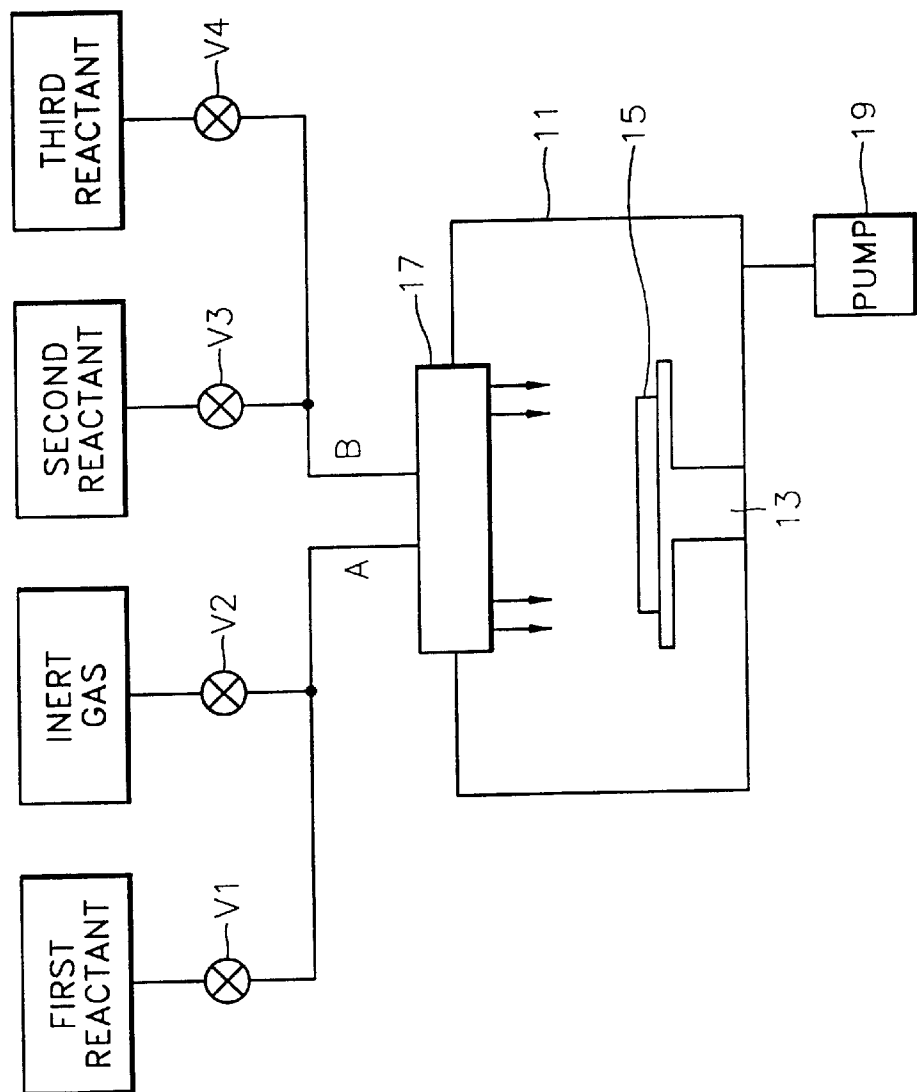 FIRST
REACTANT
INERT
GAS
SECOND
REACTANT
THIRD
REACTANT
V1
V2
V3
V4
A
B
17
11
15
13
PUMP
19